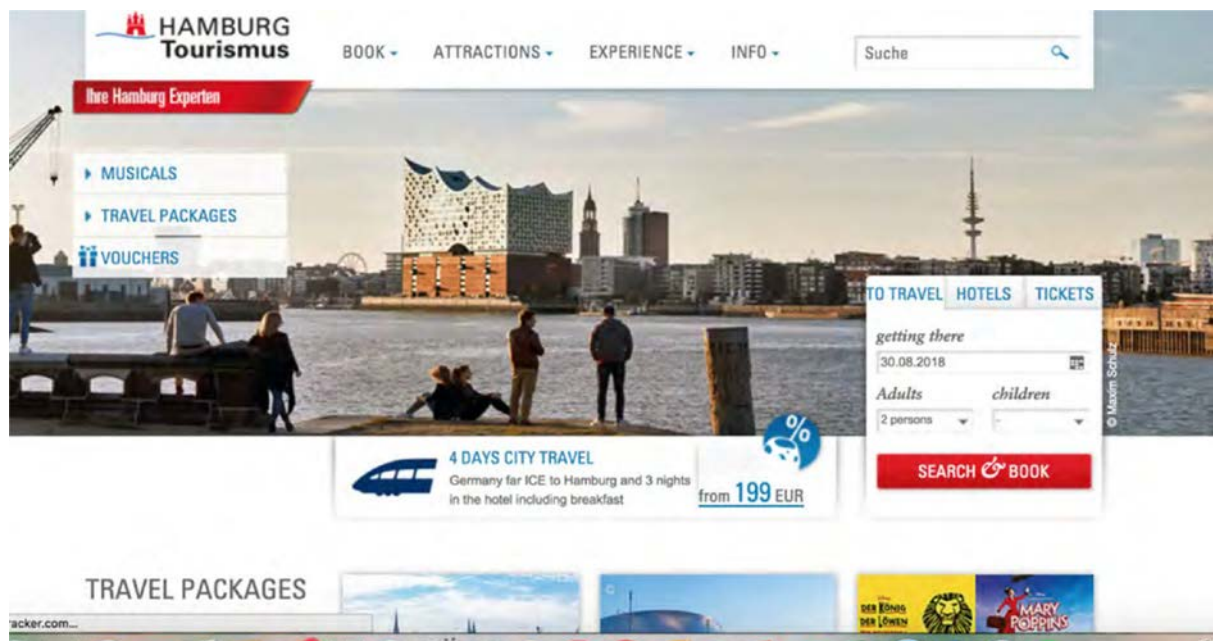 HAMBURG
Tourismus
BOOK
ATTRACTIONS
EXPERIENCE
INFO
Suche
Ihre Hamburg Experten
MUSICALS
TRAVEL PACKAGES
VOUCHERS
TO TRAVEL HOTELS TICKETS
getting there
30.08.2018
Adults children
2 persons -
SEARCH & BOOK
© Maxim Schulz
%
4 DAYS CITY TRAVEL
Germany far ICE to Hamburg and 3 nights
in the hotel including breakfast
from 199 EUR
TRAVEL PACKAGES
racker.com...
DER KÖNIG
DER LÖWEN
MARY
POPPINS